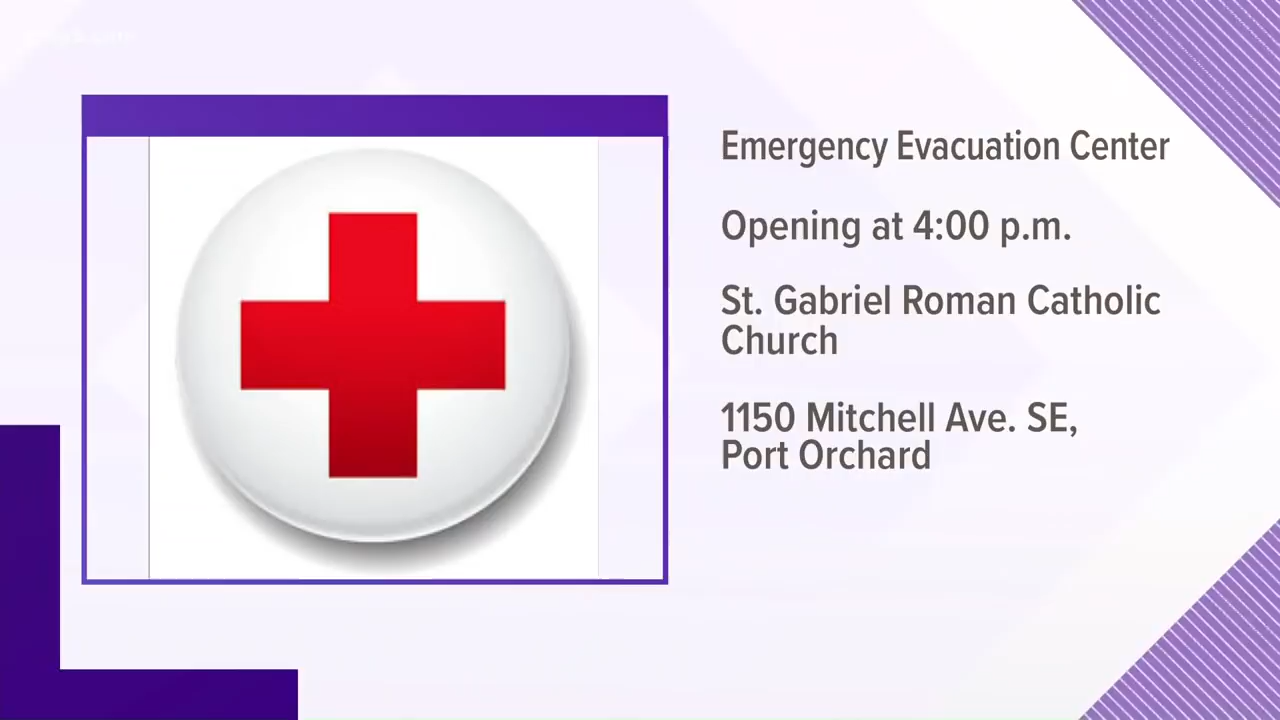 Emergency Evacuation Center
Opening at 4:00 p.m.
St. Gabriel Roman Catholic
Church
1150 Mitchell Ave. SE,
Port Orchard